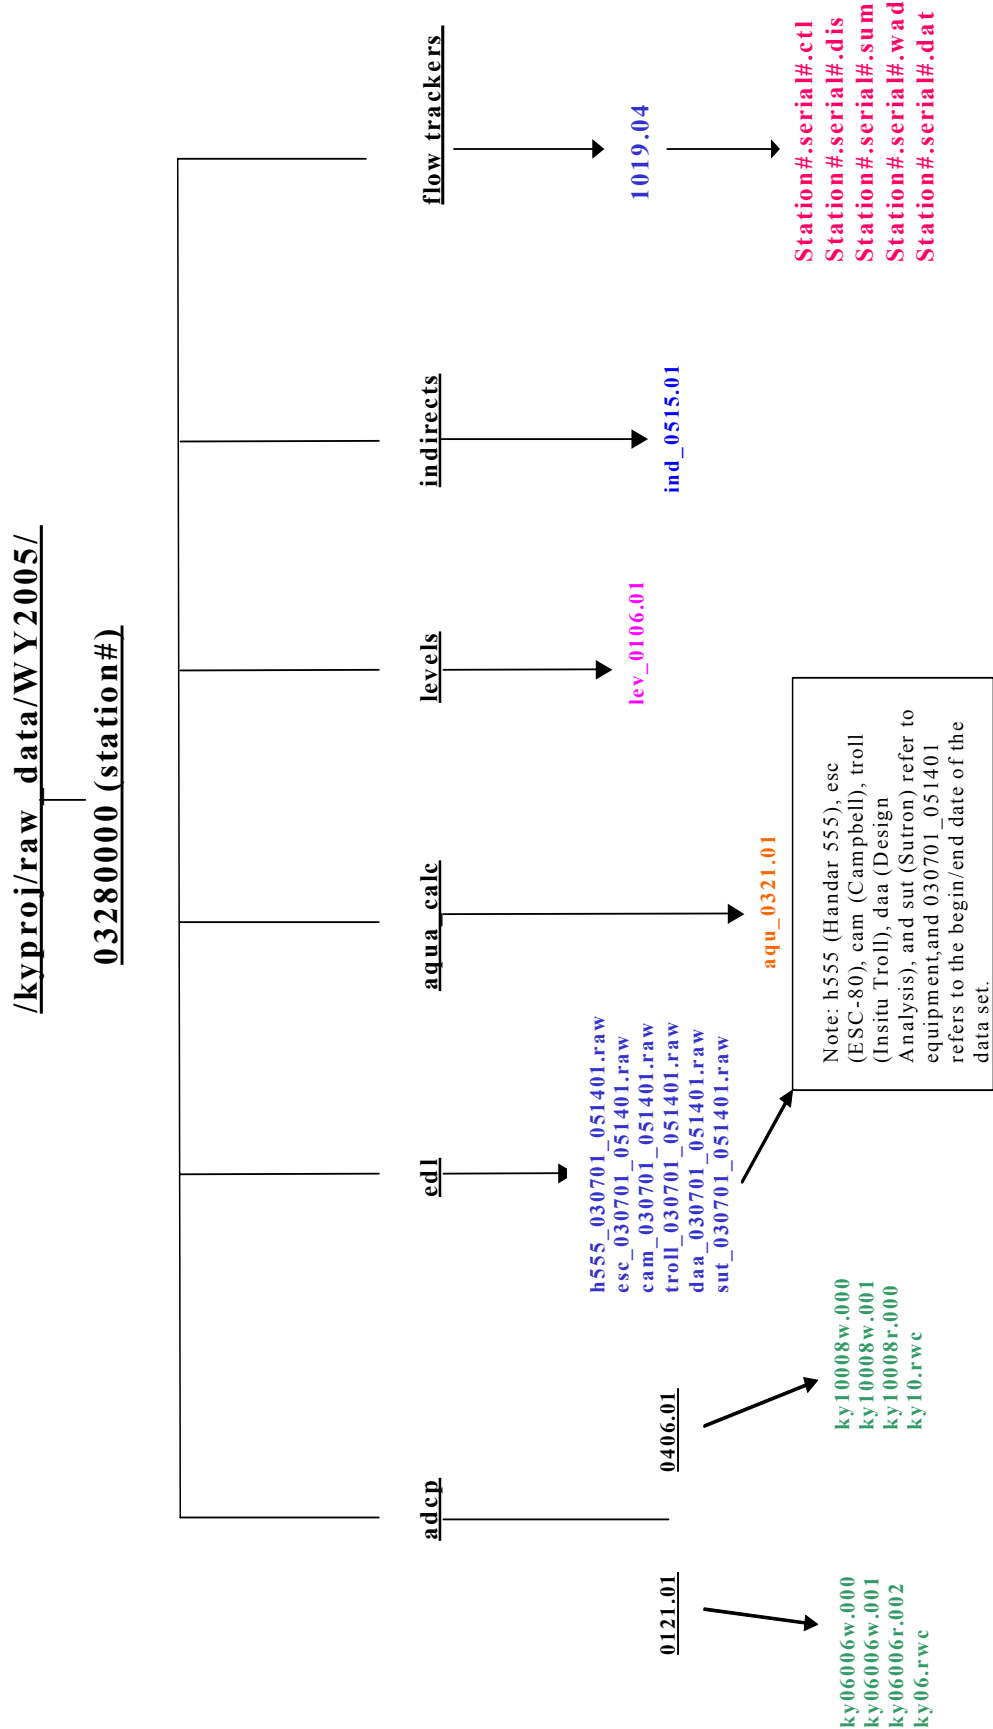 /kyproj/raw_data/WY2005/
03280000 (station#)
adcp
edl
aqua_calc
levels
indirects
flow trackers
0121.01
0406.01
ky06006w.000
ky06006w.001
ky06006r.002
ky06.rwc
ky10008w.000
ky10008w.001
ky10008r.000
ky10.rwc
h555_030701_051401.raw
esc_030701_051401.raw
cam_030701_051401.raw
troll_030701_051401.raw
daa_030701_051401.raw
sut_030701_051401.raw
aqu_0321.01
lev_0106.01
ind_0515.01
1019.04
Station#.serial#.ctl
Station#.serial#.dis
Station#.serial#.sum
Station#.serial#.wad
Station#.serial#.dat
Note: h555 (Handar 555), esc
(ESC-80), cam (Campbell), troll
(Insitu Troll), daa (Design
Analysis), and sut (Sutron) refer to
equipment,and 030701_051401
refers to the begin/end date of the
data set.